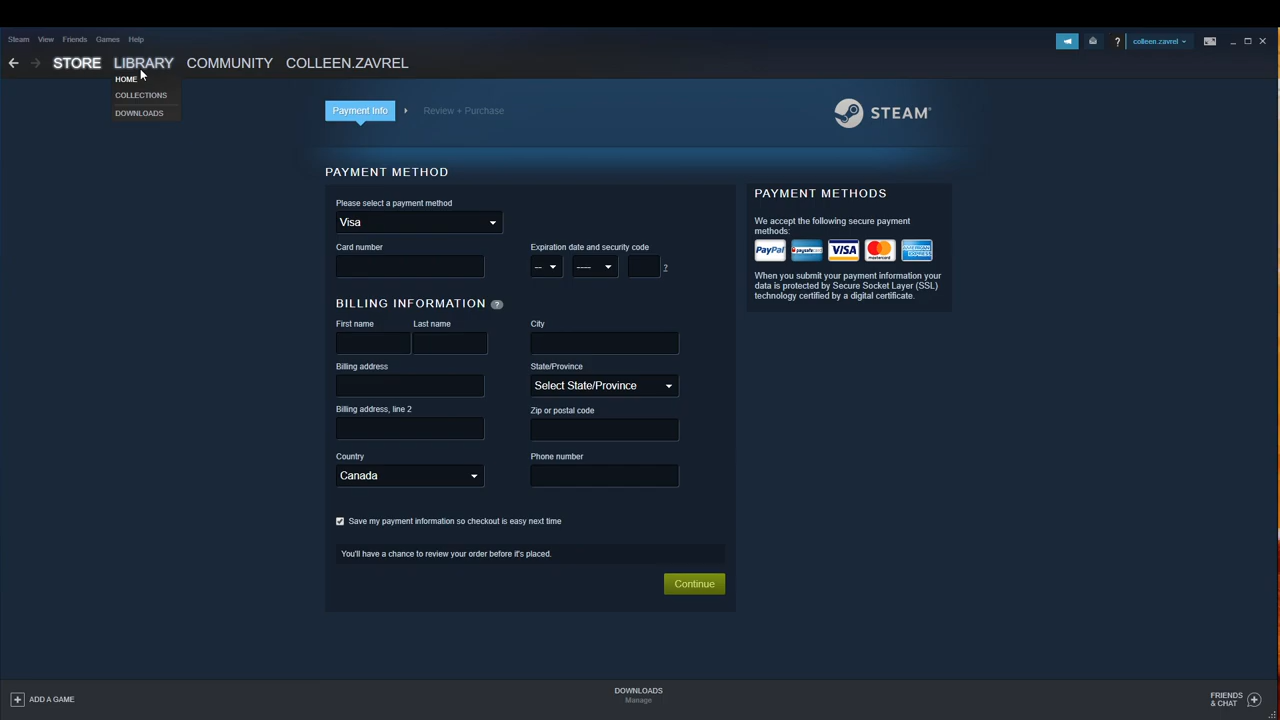 Steam View Friends Games Help
? colleen.zavrel
STORE LIBRARY COMMUNITY COLLEEN.ZAVREL
HOME
COLLECTIONS
DOWNLOADS
Payment Info Review + Purchase
STEAM®
PAYMENT METHOD
Please select a payment method
Visa
Card number
Expiration date and security code
-- ---- ?
BILLING INFORMATION ?
First name Last name
City
Billing address
State/Province
Select State/Province
Billing address, line 2
Zip or postal code
Country
Canada
Phone number
Save my payment information so checkout is easy next time
You'll have a chance to review your order before it's placed.
Continue
PAYMENT METHODS
We accept the following secure payment
methods:
PayPal paysafecard VISA mastercard AMERICAN EXPRESS
When you submit your payment information your
data is protected by Secure Socket Layer (SSL)
technology certified by a digital certificate.
+ ADD A GAME
DOWNLOADS
Manage
FRIENDS
& CHAT +